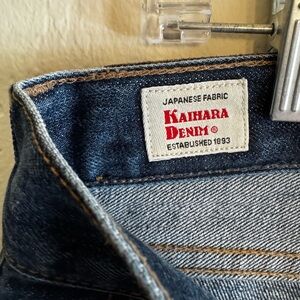 JAPANESE FABRIC
KAIHARA
DENIM ®
ESTABLISHED 1893